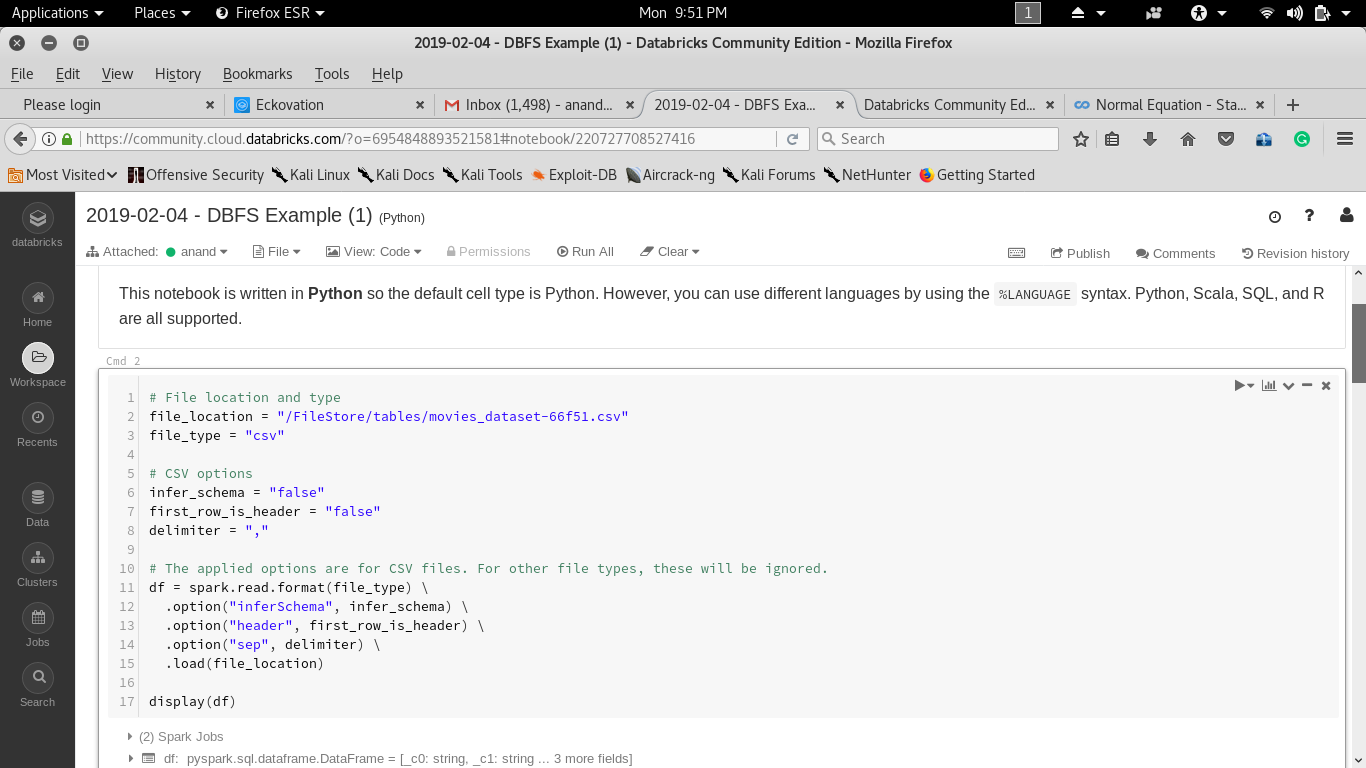 Applications Places Firefox ESR Mon 9:51 PM 1
2019-02-04 - DBFS Example (1) - Databricks Community Edition - Mozilla Firefox
File Edit View History Bookmarks Tools Help
Please login Eckovation Inbox (1,498) - anand... 2019-02-04 - DBFS Exa... Databricks Community Ed... Normal Equation - Sta...
https://community.cloud.databricks.com/?o=6954848893521581#notebook/220727708527416 Search
Most Visited Offensive Security Kali Linux Kali Docs Kali Tools Exploit-DB Aircrack-ng Kali Forums NetHunter Getting Started
2019-02-04 - DBFS Example (1) (Python)
Attached: anand File View: Code Permissions Run All Clear Publish Comments Revision history
databricks
Home
Workspace
Recents
Data
Clusters
Jobs
Search
This notebook is written in Python so the default cell type is Python. However, you can use different languages by using the %LANGUAGE syntax. Python, Scala, SQL, and R
are all supported.
Cmd 2
1 # File location and type
2 file_location = "/FileStore/tables/movies_dataset-66f51.csv"
3 file_type = "csv"
4
5 # CSV options
6 infer_schema = "false"
7 first_row_is_header = "false"
8 delimiter = ","
9
10 # The applied options are for CSV files. For other file types, these will be ignored.
11 df = spark.read.format(file_type) \
12 .option("inferSchema", infer_schema) \
13 .option("header", first_row_is_header) \
14 .option("sep", delimiter) \
15 .load(file_location)
16
17 display(df)
(2) Spark Jobs
df: pyspark.sql.dataframe.DataFrame = [_c0: string, _c1: string ... 3 more fields]